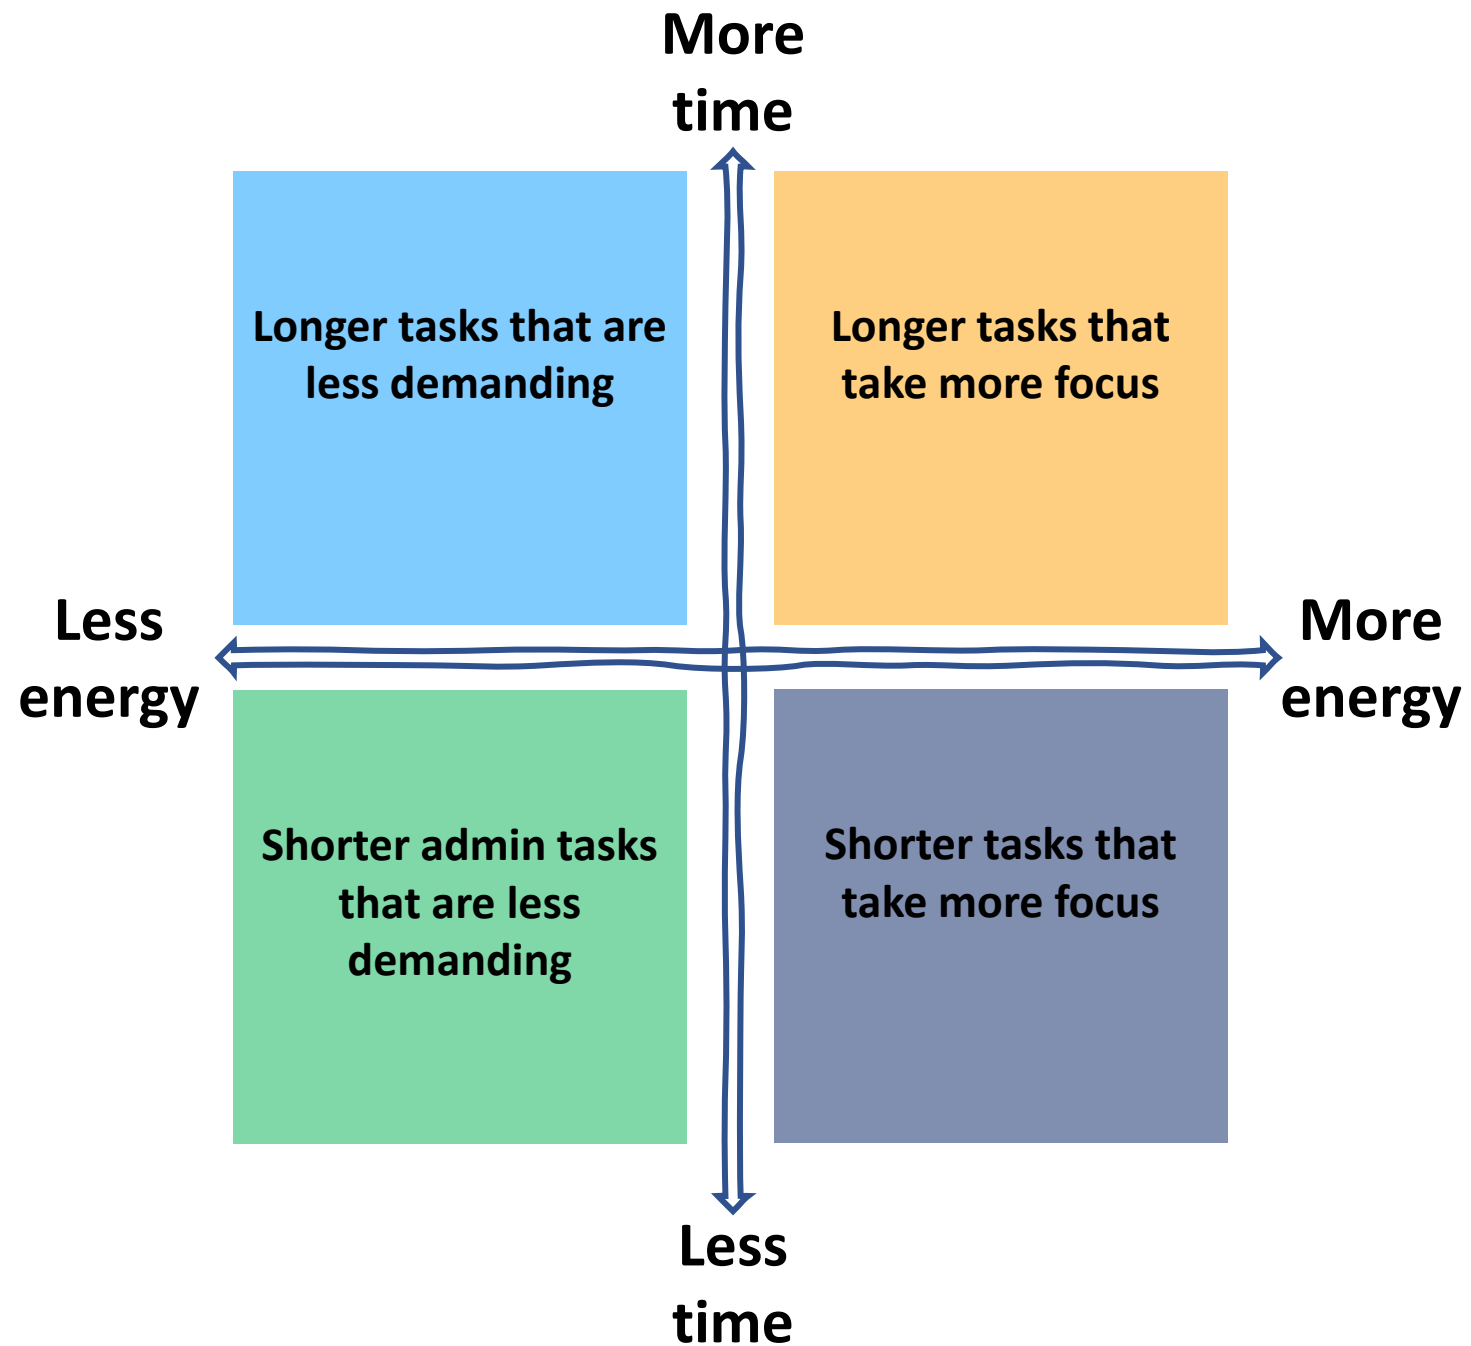 More
time
Longer tasks that are
less demanding
Longer tasks that
take more focus
Less
energy
More
energy
Shorter admin tasks
that are less
demanding
Shorter tasks that
take more focus
Less
time